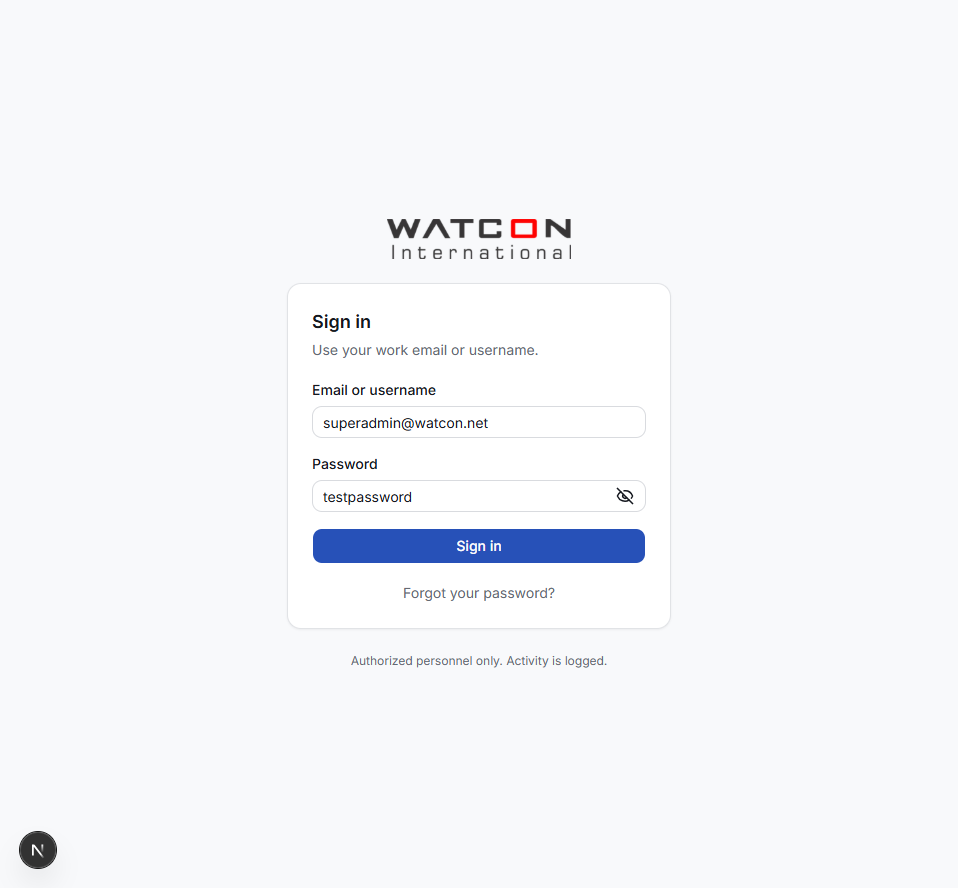 WATCON
International
Sign in
Use your work email or username.
Email or username
superadmin@watcon.net
Password
testpassword
Sign in
Forgot your password?
Authorized personnel only. Activity is logged.
N